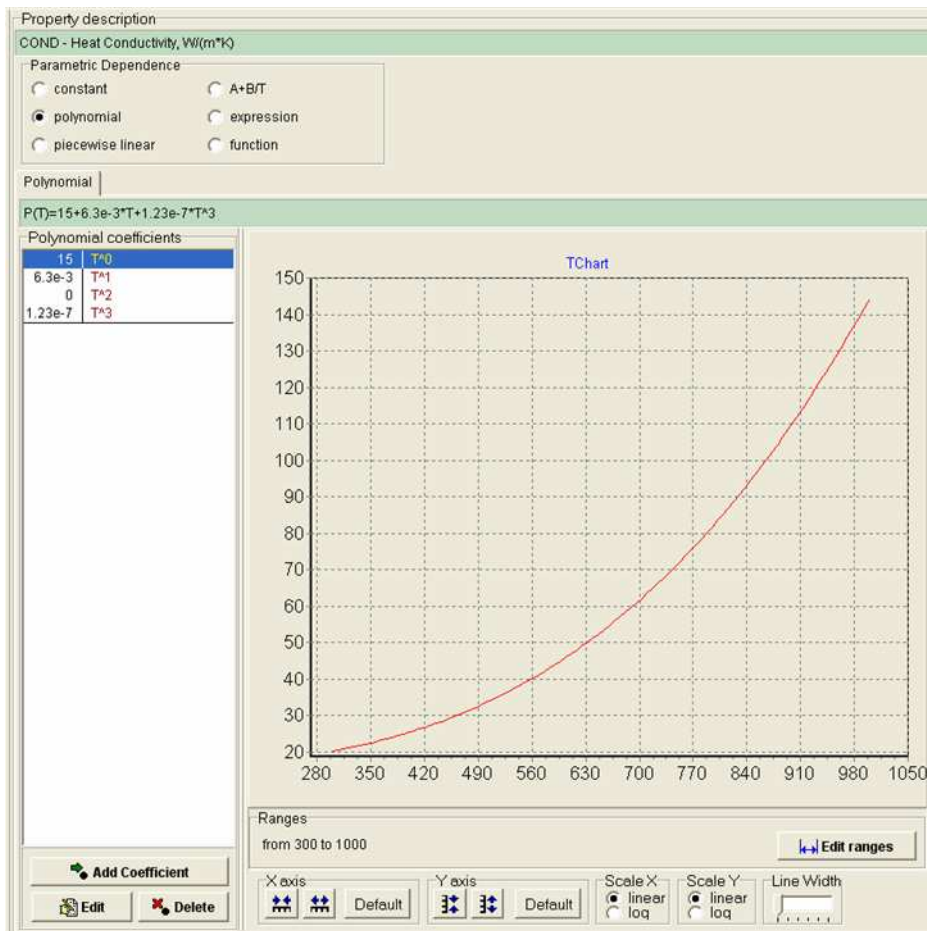 Property description
COND - Heat Conductivity, W/(m*K)
Parametric Dependence
constant
A+B/T
polynomial
expression
piecewise linear
function
Polynomial
P(T)=15+6.3e-3*T+1.23e-7*T^3
Polynomial coefficients
15 T^0
6.3e-3 T^1
0 T^2
1.23e-7 T^3
TChart
150
140
130
120
110
100
90
80
70
60
50
40
30
20
280 350 420 490 560 630 700 770 840 910 980 1050
Ranges
from 300 to 1000
Edit ranges
Add Coefficient
Edit
Delete
X axis
Default
Y axis
Default
Scale X
linear
log
Scale Y
linear
log
Line Width